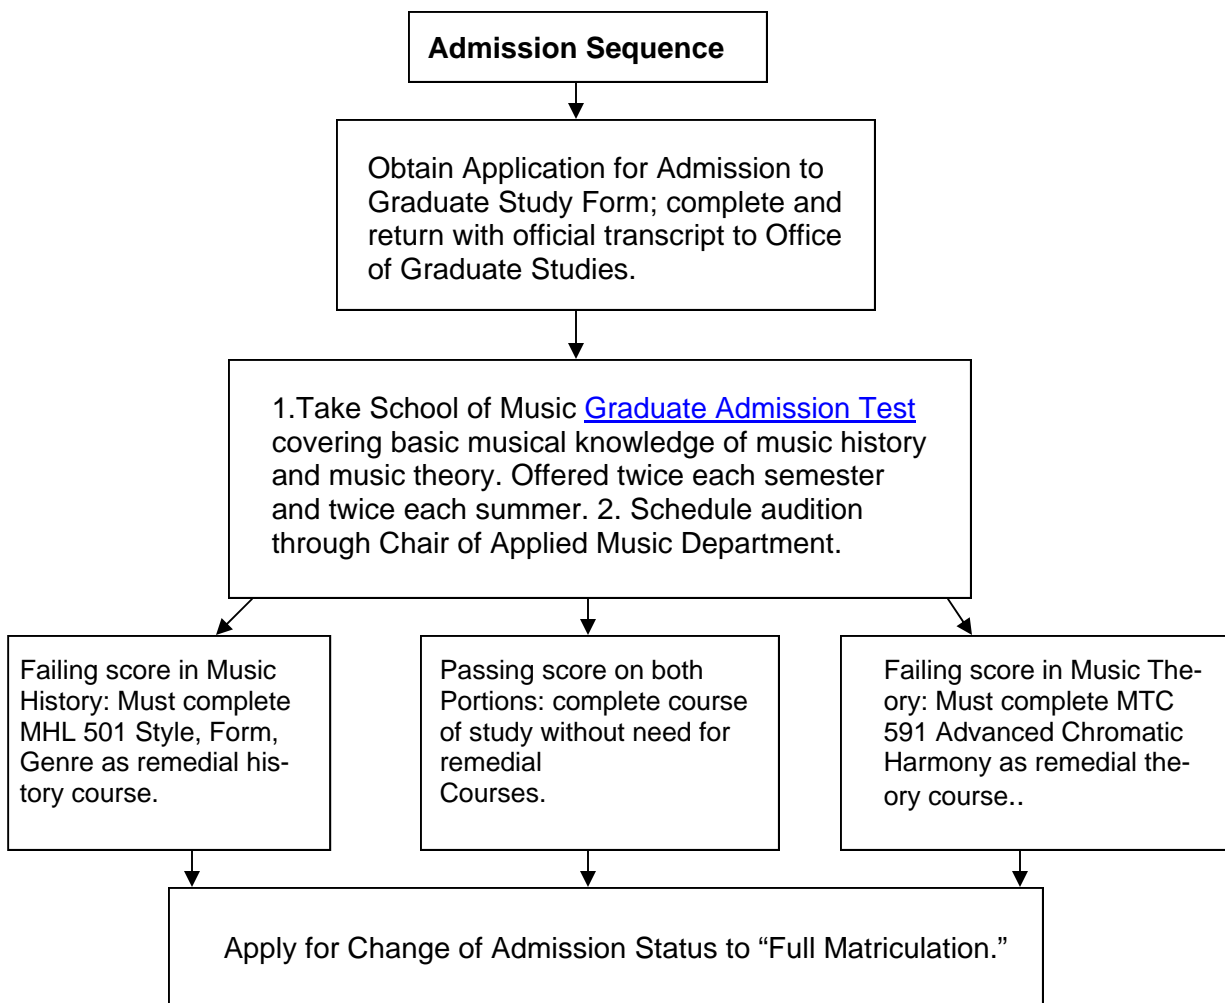 Admission Sequence
Obtain Application for Admission to
Graduate Study Form; complete and
return with official transcript to Office
of Graduate Studies.
1.Take School of Music Graduate Admission Test
covering basic musical knowledge of music history
and music theory. Offered twice each semester
and twice each summer. 2. Schedule audition
through Chair of Applied Music Department.
Failing score in Music
History: Must complete
MHL 501 Style, Form,
Genre as remedial his-
tory course.
Passing score on both
Portions: complete course
of study without need for
remedial
Courses.
Failing score in Music The-
ory: Must complete MTC
591 Advanced Chromatic
Harmony as remedial the-
ory course..
Apply for Change of Admission Status to “Full Matriculation.”